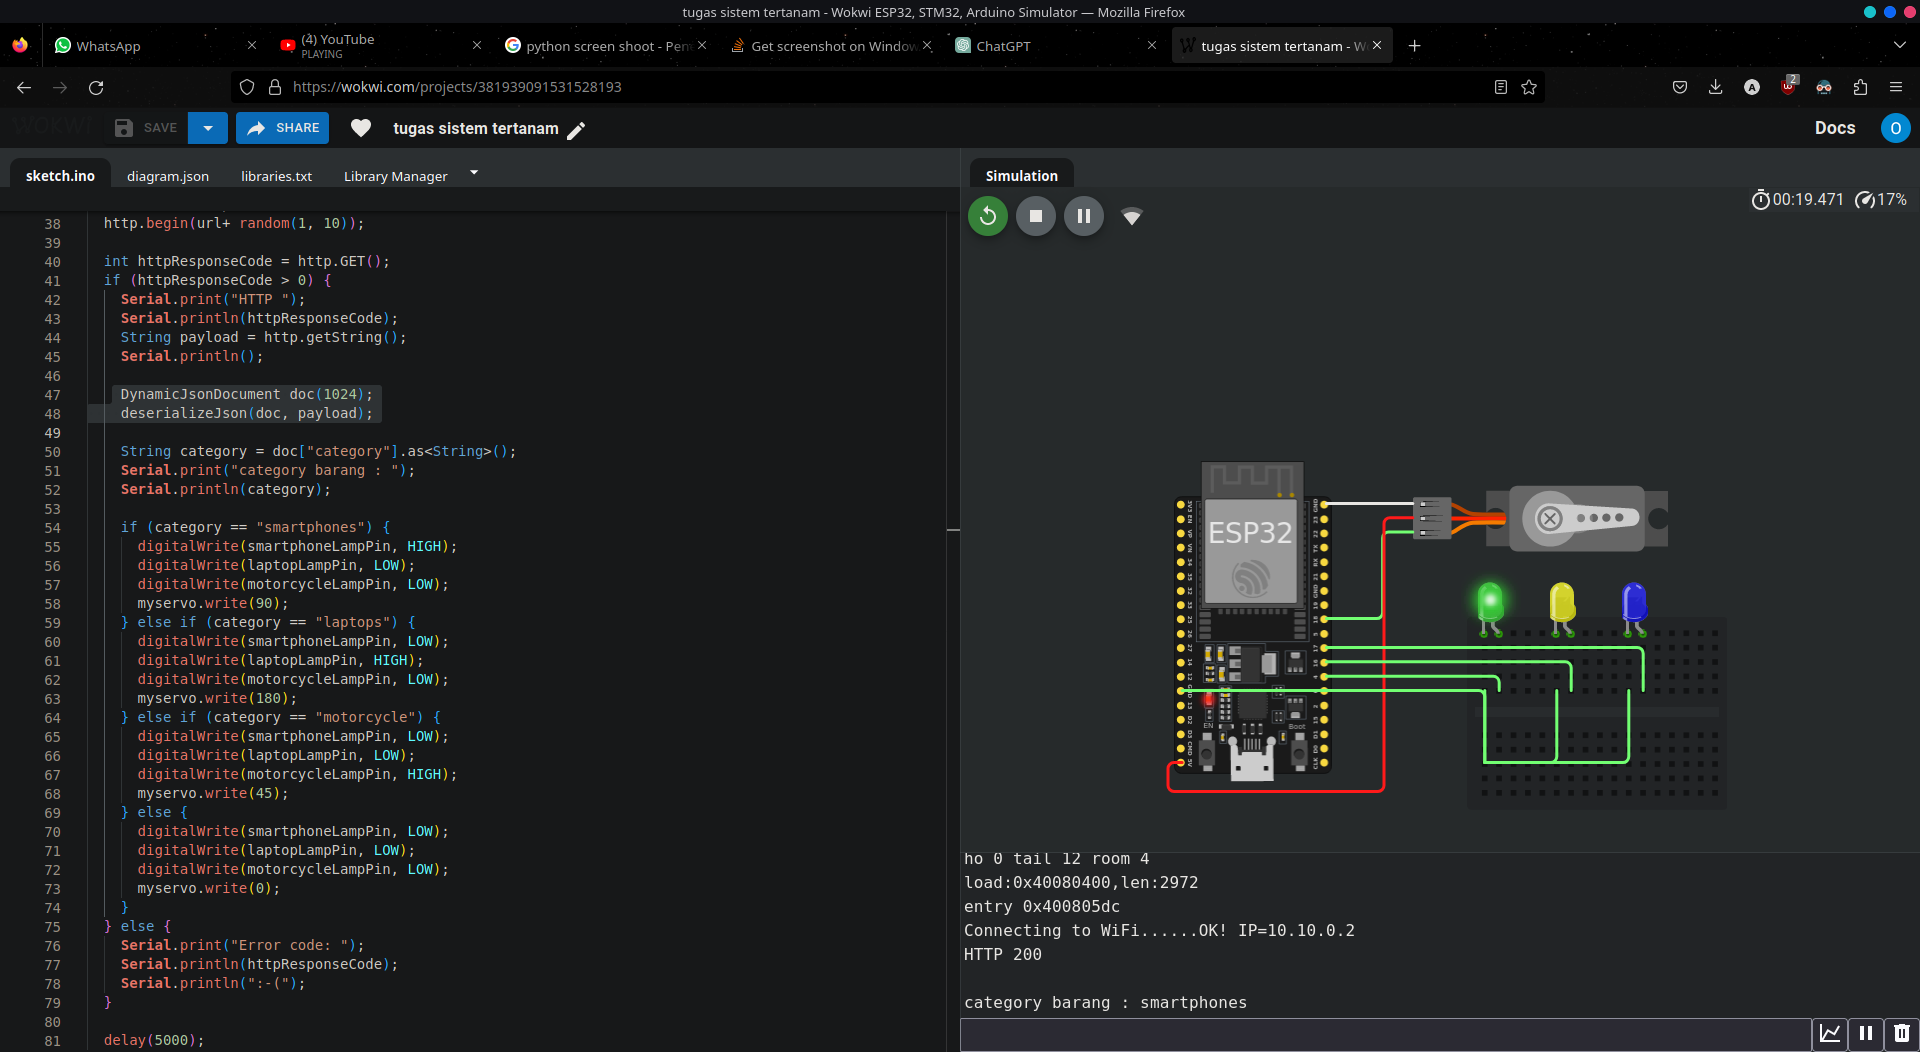 tugas sistem tertanam - Wokwi ESP32, STM32, Arduino Simulator — Mozilla Firefox
WhatsApp
(4) YouTube
PLAYING
python screen shoot - Pen
Get screenshot on Window
ChatGPT
tugas sistem tertanam - W
https://wokwi.com/projects/381939091531528193
A
2
WOKWI
SAVE
SHARE
tugas sistem tertanam
Docs
O
sketch.ino
diagram.json
libraries.txt
Library Manager
Simulation
00:19.471
17%
38 http.begin(url+ random(1, 10));
39
40 int httpResponseCode = http.GET();
41 if (httpResponseCode > 0) {
42 Serial.print("HTTP ");
43 Serial.println(httpResponseCode);
44 String payload = http.getString();
45 Serial.println();
46
47 DynamicJsonDocument doc(1024);
48 deserializeJson(doc, payload);
49
50 String category = doc["category"].as<String>();
51 Serial.print("category barang : ");
52 Serial.println(category);
53
54 if (category == "smartphones") {
55 digitalWrite(smartphoneLampPin, HIGH);
56 digitalWrite(laptopLampPin, LOW);
57 digitalWrite(motorcycleLampPin, LOW);
58 myservo.write(90);
59 } else if (category == "laptops") {
60 digitalWrite(smartphoneLampPin, LOW);
61 digitalWrite(laptopLampPin, HIGH);
62 digitalWrite(motorcycleLampPin, LOW);
63 myservo.write(180);
64 } else if (category == "motorcycle") {
65 digitalWrite(smartphoneLampPin, LOW);
66 digitalWrite(laptopLampPin, LOW);
67 digitalWrite(motorcycleLampPin, HIGH);
68 myservo.write(45);
69 } else {
70 digitalWrite(smartphoneLampPin, LOW);
71 digitalWrite(laptopLampPin, LOW);
72 digitalWrite(motorcycleLampPin, LOW);
73 myservo.write(0);
74 }
75 } else {
76 Serial.print("Error code: ");
77 Serial.println(httpResponseCode);
78 Serial.println(":-(");
79 }
80
81 delay(5000);
ESP32
EN
Boot
ho 0 tail 12 room 4
load:0x40080400,len:2972
entry 0x400805dc
Connecting to WiFi......OK! IP=10.10.0.2
HTTP 200
category barang : smartphones